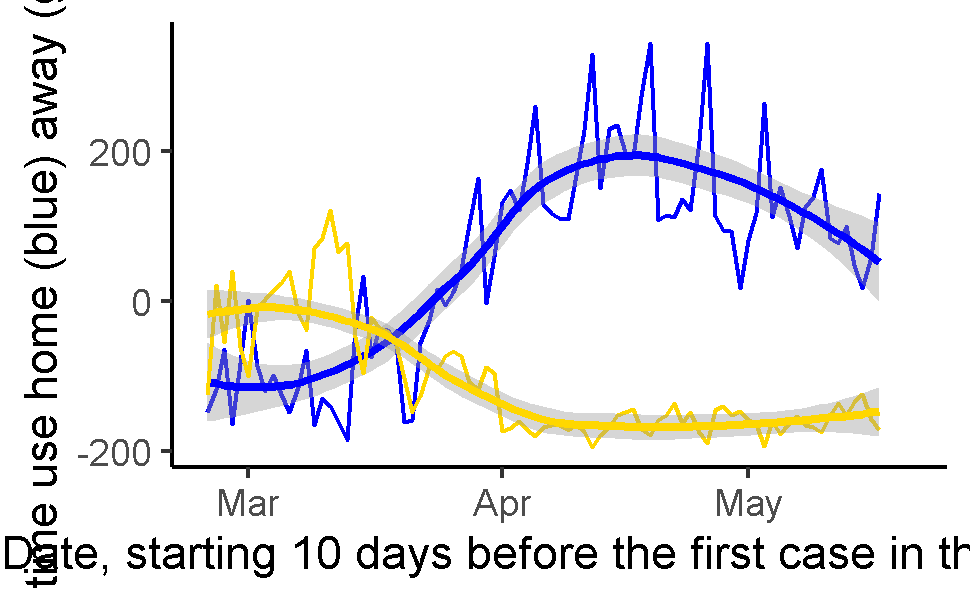 time use home (blue) away (
200
0
-200
Mar Apr May
Date, starting 10 days before the first case in th